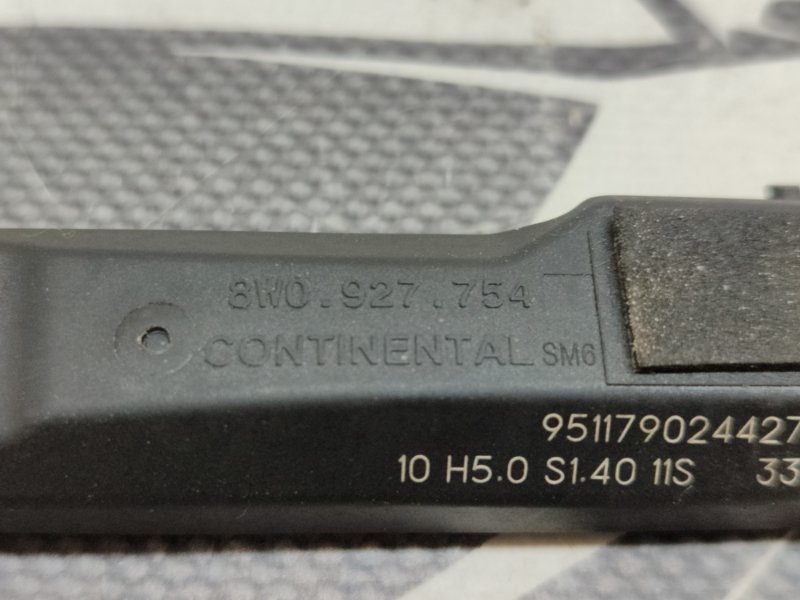 8W0.927.754
CONTINENTAL SM6
951179024427
10 H5.0 S1.40 11S 33